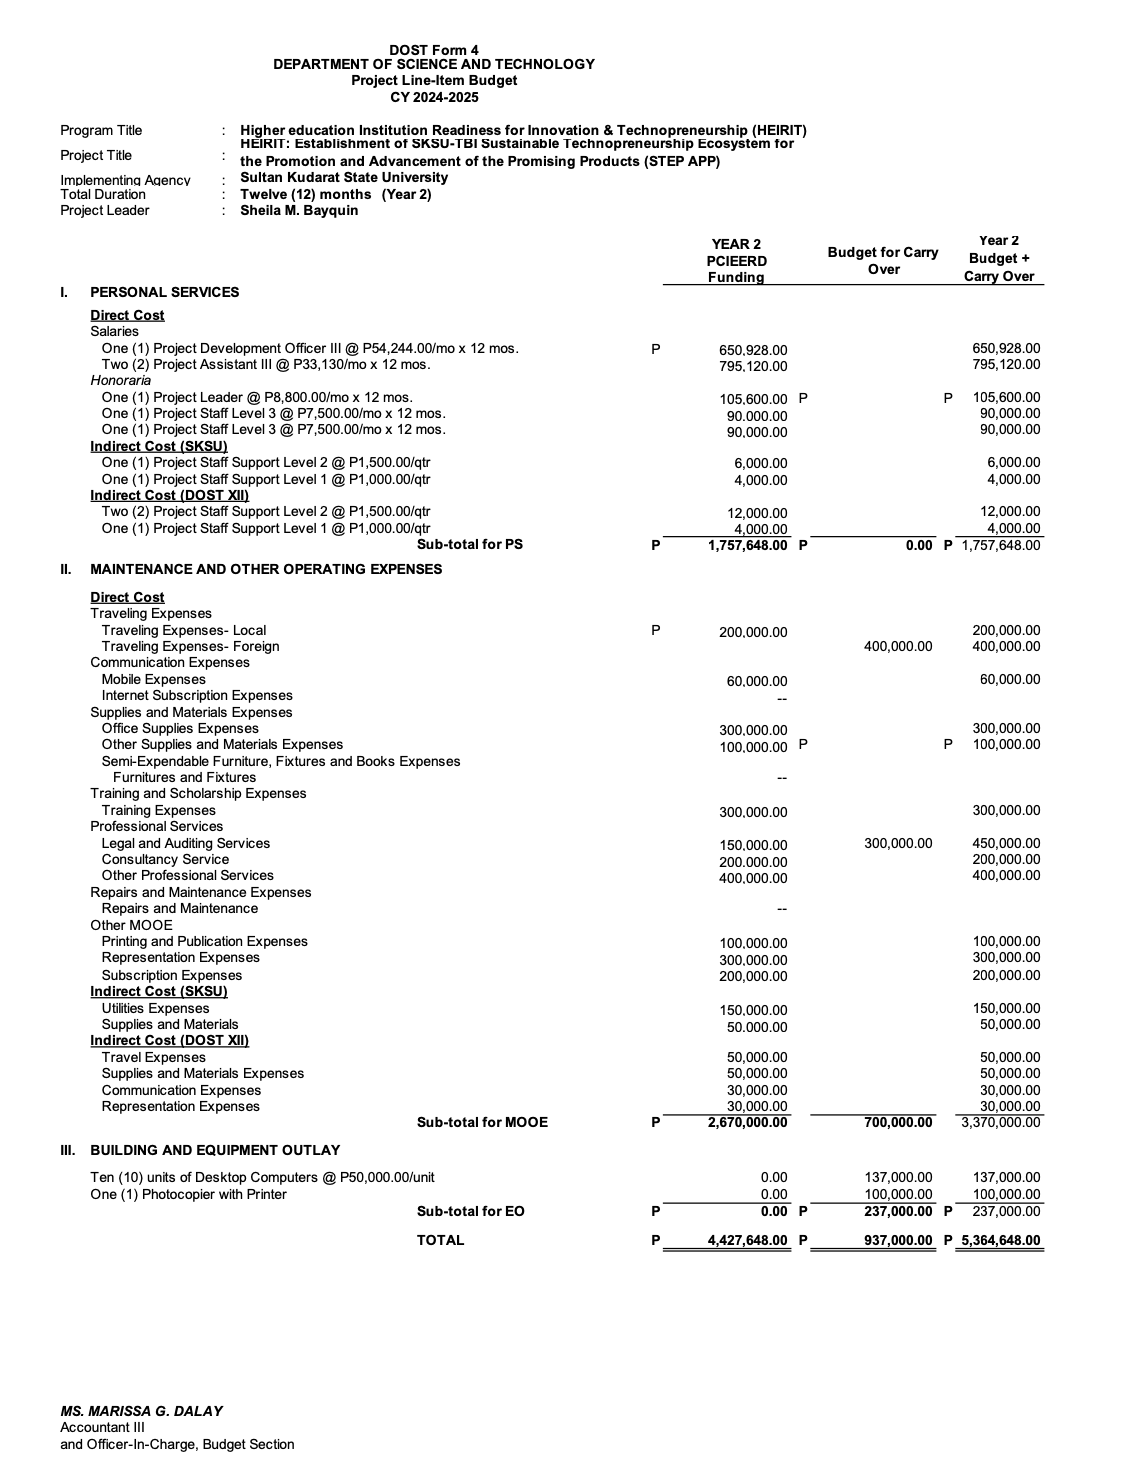 DOST Form 4
DEPARTMENT OF SCIENCE AND TECHNOLOGY
Project Line-Item Budget
CY 2024-2025
Program Title : Higher education Institution Readiness for Innovation & Technopreneurship (HEIRIT)
Project Title : HEIRIT: Establishment of SKSU-TBI Sustainable Technopreneurship Ecosystem for
the Promotion and Advancement of the Promising Products (STEP APP)
Implementing Agency : Sultan Kudarat State University
Total Duration : Twelve (12) months (Year 2)
Project Leader : Sheila M. Bayquin
YEAR 2 PCIEERD Funding Budget for Carry Over Year 2 Budget + Carry Over
I. PERSONAL SERVICES
Direct Cost
Salaries
One (1) Project Development Officer III @ P54,244.00/mo x 12 mos. P 650,928.00 650,928.00
Two (2) Project Assistant III @ P33,130/mo x 12 mos. 795,120.00 795,120.00
Honoraria
One (1) Project Leader @ P8,800.00/mo x 12 mos. 105,600.00 P P 105,600.00
One (1) Project Staff Level 3 @ P7,500.00/mo x 12 mos. 90,000.00 90,000.00
One (1) Project Staff Level 3 @ P7,500.00/mo x 12 mos. 90,000.00 90,000.00
Indirect Cost (SKSU)
One (1) Project Staff Support Level 2 @ P1,500.00/qtr 6,000.00 6,000.00
One (1) Project Staff Support Level 1 @ P1,000.00/qtr 4,000.00 4,000.00
Indirect Cost (DOST XII)
Two (2) Project Staff Support Level 2 @ P1,500.00/qtr 12,000.00 12,000.00
One (1) Project Staff Support Level 1 @ P1,000.00/qtr 4,000.00 4,000.00
Sub-total for PS P 1,757,648.00 P 0.00 P 1,757,648.00
II. MAINTENANCE AND OTHER OPERATING EXPENSES
Direct Cost
Traveling Expenses
Traveling Expenses- Local P 200,000.00 200,000.00
Traveling Expenses- Foreign 400,000.00 400,000.00
Communication Expenses
Mobile Expenses 60,000.00 60,000.00
Internet Subscription Expenses --
Supplies and Materials Expenses
Office Supplies Expenses 300,000.00 300,000.00
Other Supplies and Materials Expenses 100,000.00 P P 100,000.00
Semi-Expendable Furniture, Fixtures and Books Expenses
Furnitures and Fixtures --
Training and Scholarship Expenses
Training Expenses 300,000.00 300,000.00
Professional Services
Legal and Auditing Services 150,000.00 300,000.00 450,000.00
Consultancy Service 200.000.00 200,000.00
Other Professional Services 400,000.00 400,000.00
Repairs and Maintenance Expenses
Repairs and Maintenance --
Other MOOE
Printing and Publication Expenses 100,000.00 100,000.00
Representation Expenses 300,000.00 300,000.00
Subscription Expenses 200,000.00 200,000.00
Indirect Cost (SKSU)
Utilities Expenses 150,000.00 150,000.00
Supplies and Materials 50.000.00 50,000.00
Indirect Cost (DOST XII)
Travel Expenses 50,000.00 50,000.00
Supplies and Materials Expenses 50,000.00 50,000.00
Communication Expenses 30,000.00 30,000.00
Representation Expenses 30,000.00 30,000.00
Sub-total for MOOE P 2,670,000.00 700,000.00 3,370,000.00
III. BUILDING AND EQUIPMENT OUTLAY
Ten (10) units of Desktop Computers @ P50,000.00/unit 0.00 137,000.00 137,000.00
One (1) Photocopier with Printer 0.00 100,000.00 100,000.00
Sub-total for EO P 0.00 P 237,000.00 P 237,000.00
TOTAL P 4,427,648.00 P 937,000.00 P 5,364,648.00
MS. MARISSA G. DALAY
Accountant III
and Officer-In-Charge, Budget Section